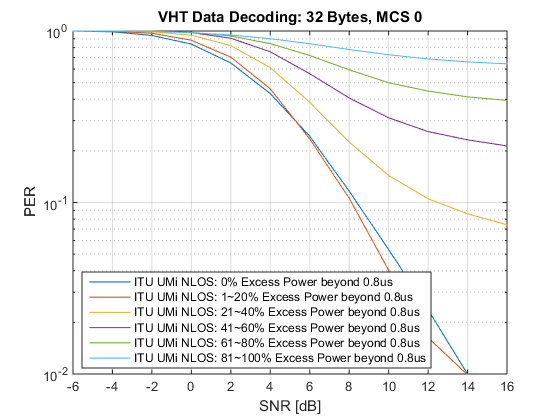 VHT Data Decoding: 32 Bytes, MCS 0
10^0
10^-1
10^-2
PER
ITU UMi NLOS: 0% Excess Power beyond 0.8us
ITU UMi NLOS: 1~20% Excess Power beyond 0.8us
ITU UMi NLOS: 21~40% Excess Power beyond 0.8us
ITU UMi NLOS: 41~60% Excess Power beyond 0.8us
ITU UMi NLOS: 61~80% Excess Power beyond 0.8us
ITU UMi NLOS: 81~100% Excess Power beyond 0.8us
-6 -4 -2 0 2 4 6 8 10 12 14 16
SNR [dB]